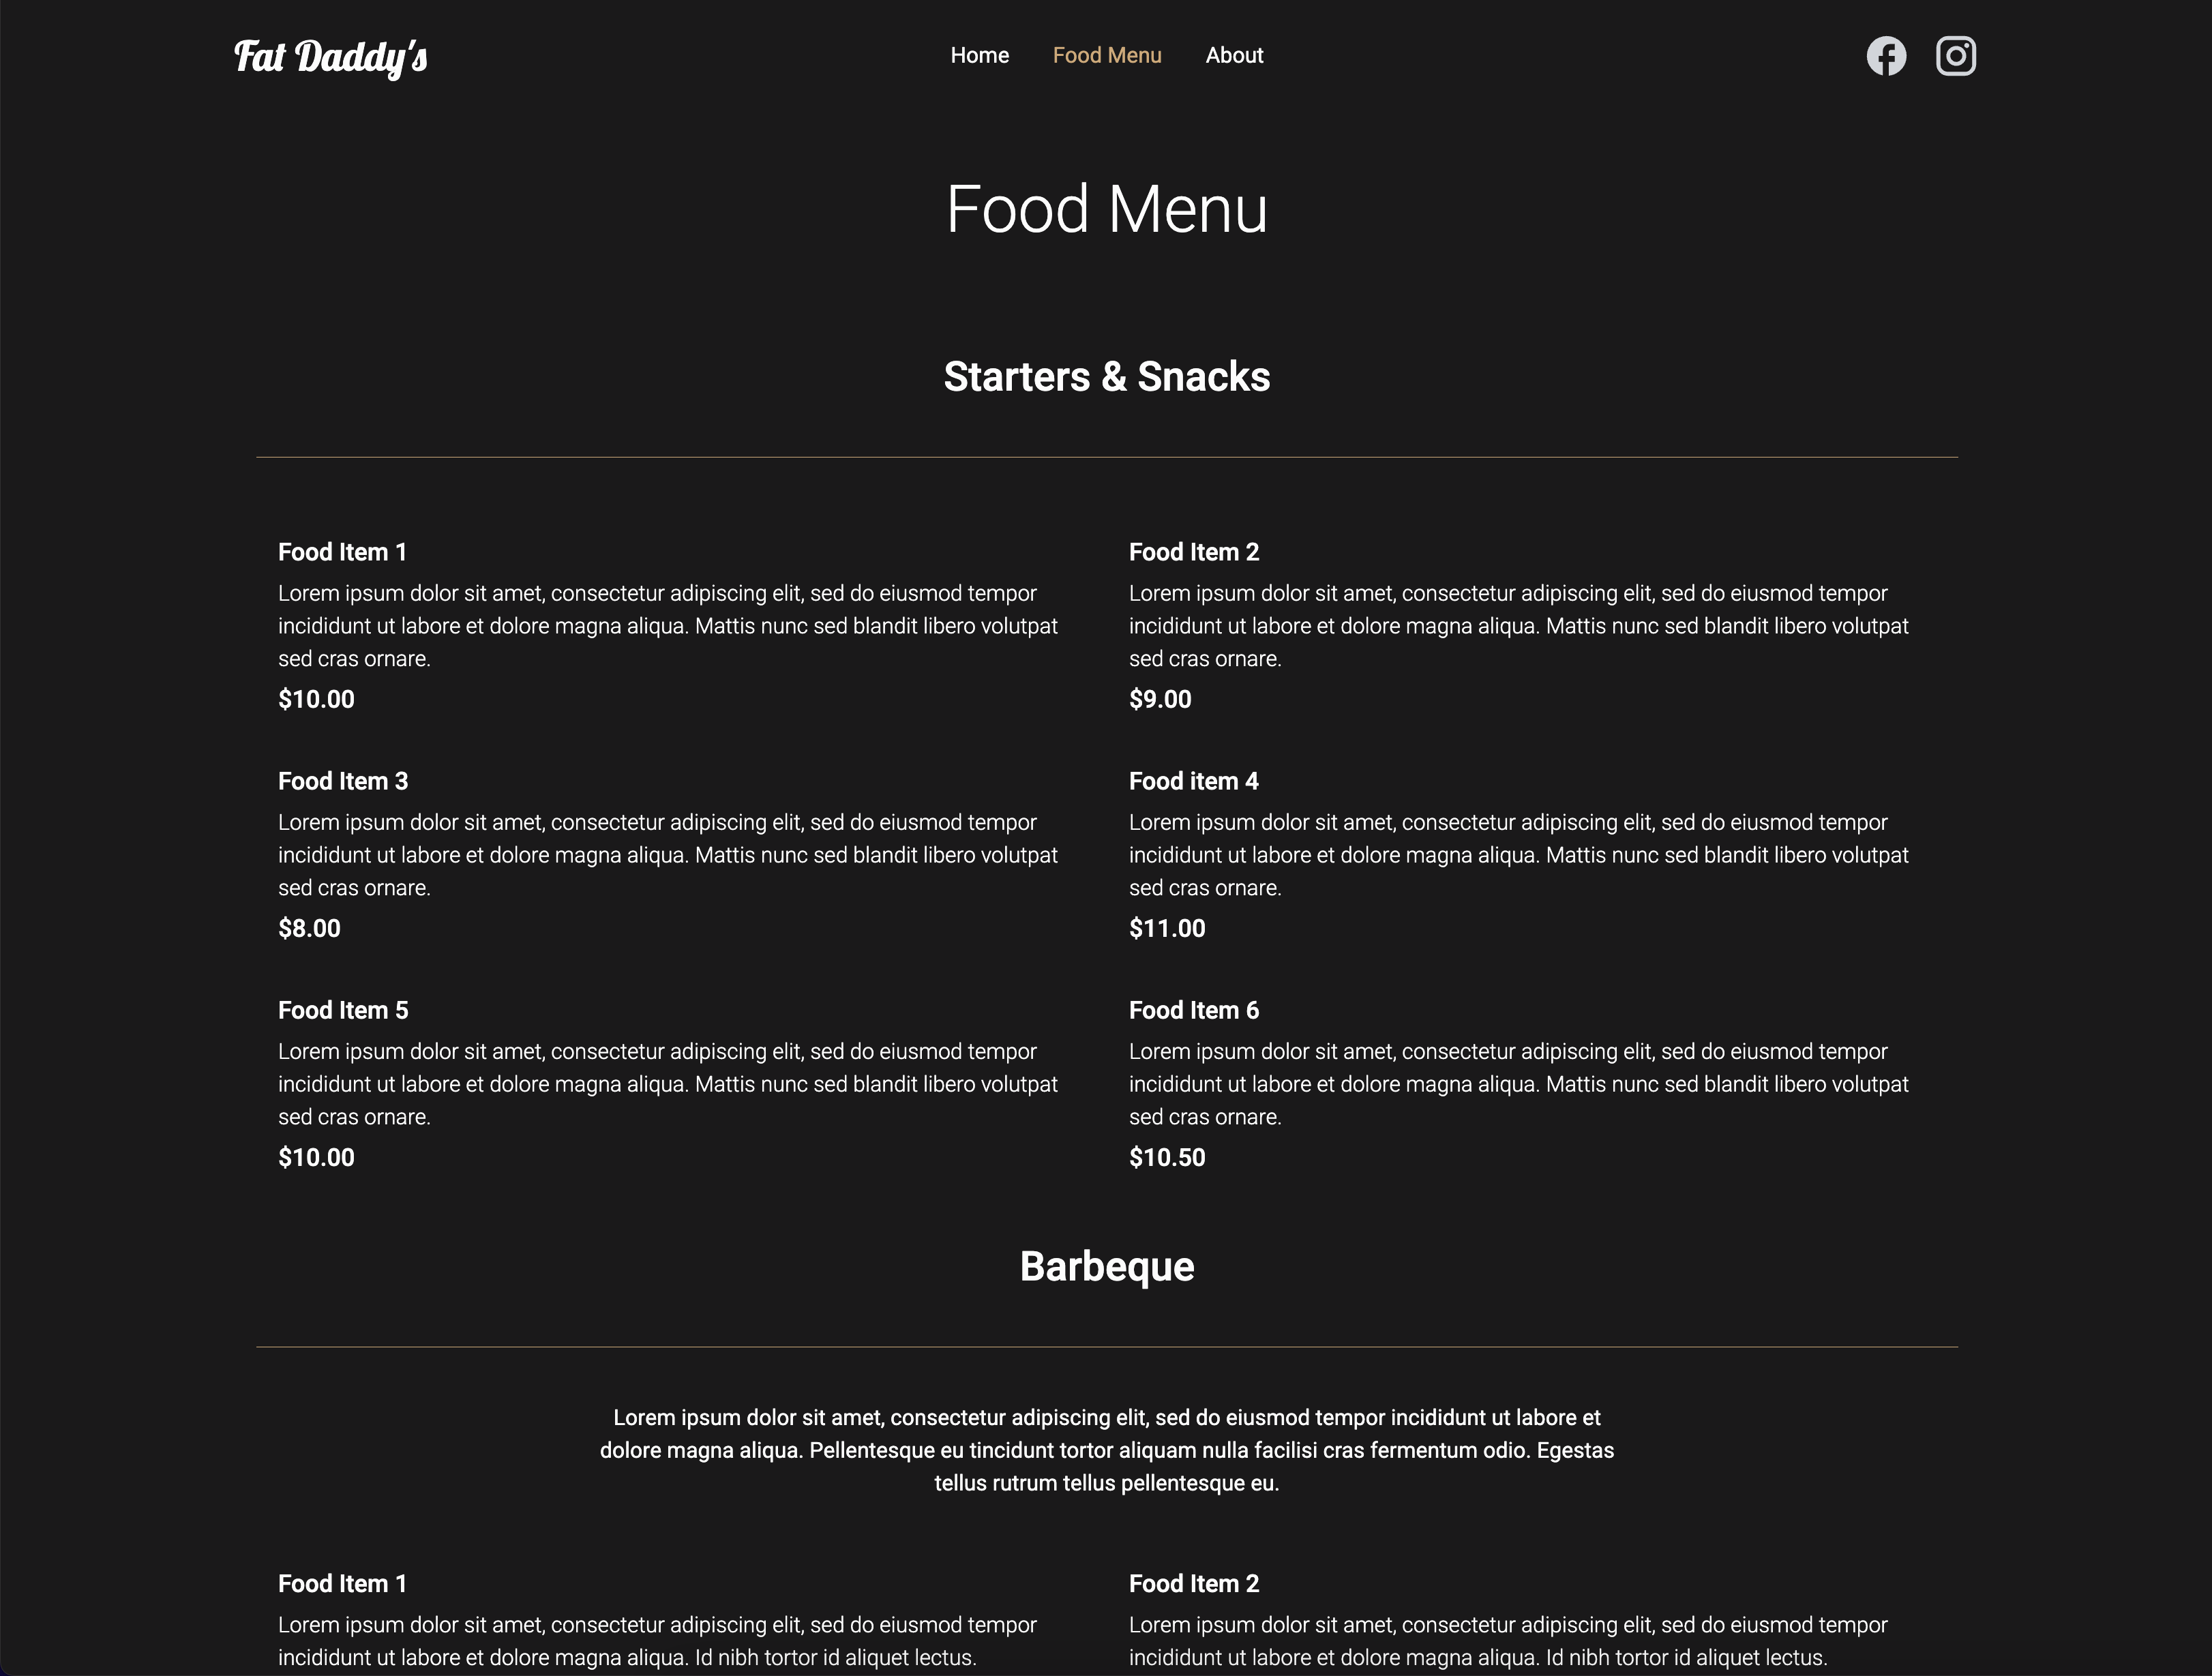 Fat Daddy's
Home Food Menu About
Food Menu
Starters & Snacks
Food Item 1
Lorem ipsum dolor sit amet, consectetur adipiscing elit, sed do eiusmod tempor
incididunt ut labore et dolore magna aliqua. Mattis nunc sed blandit libero volutpat
sed cras ornare.
$10.00
Food Item 2
Lorem ipsum dolor sit amet, consectetur adipiscing elit, sed do eiusmod tempor
incididunt ut labore et dolore magna aliqua. Mattis nunc sed blandit libero volutpat
sed cras ornare.
$9.00
Food Item 3
Lorem ipsum dolor sit amet, consectetur adipiscing elit, sed do eiusmod tempor
incididunt ut labore et dolore magna aliqua. Mattis nunc sed blandit libero volutpat
sed cras ornare.
$8.00
Food item 4
Lorem ipsum dolor sit amet, consectetur adipiscing elit, sed do eiusmod tempor
incididunt ut labore et dolore magna aliqua. Mattis nunc sed blandit libero volutpat
sed cras ornare.
$11.00
Food Item 5
Lorem ipsum dolor sit amet, consectetur adipiscing elit, sed do eiusmod tempor
incididunt ut labore et dolore magna aliqua. Mattis nunc sed blandit libero volutpat
sed cras ornare.
$10.00
Food Item 6
Lorem ipsum dolor sit amet, consectetur adipiscing elit, sed do eiusmod tempor
incididunt ut labore et dolore magna aliqua. Mattis nunc sed blandit libero volutpat
sed cras ornare.
$10.50
Barbeque
Lorem ipsum dolor sit amet, consectetur adipiscing elit, sed do eiusmod tempor incididunt ut labore et
dolore magna aliqua. Pellentesque eu tincidunt tortor aliquam nulla facilisi cras fermentum odio. Egestas
tellus rutrum tellus pellentesque eu.
Food Item 1
Lorem ipsum dolor sit amet, consectetur adipiscing elit, sed do eiusmod tempor
incididunt ut labore et dolore magna aliqua. Id nibh tortor id aliquet lectus.
Food Item 2
Lorem ipsum dolor sit amet, consectetur adipiscing elit, sed do eiusmod tempor
incididunt ut labore et dolore magna aliqua. Id nibh tortor id aliquet lectus.